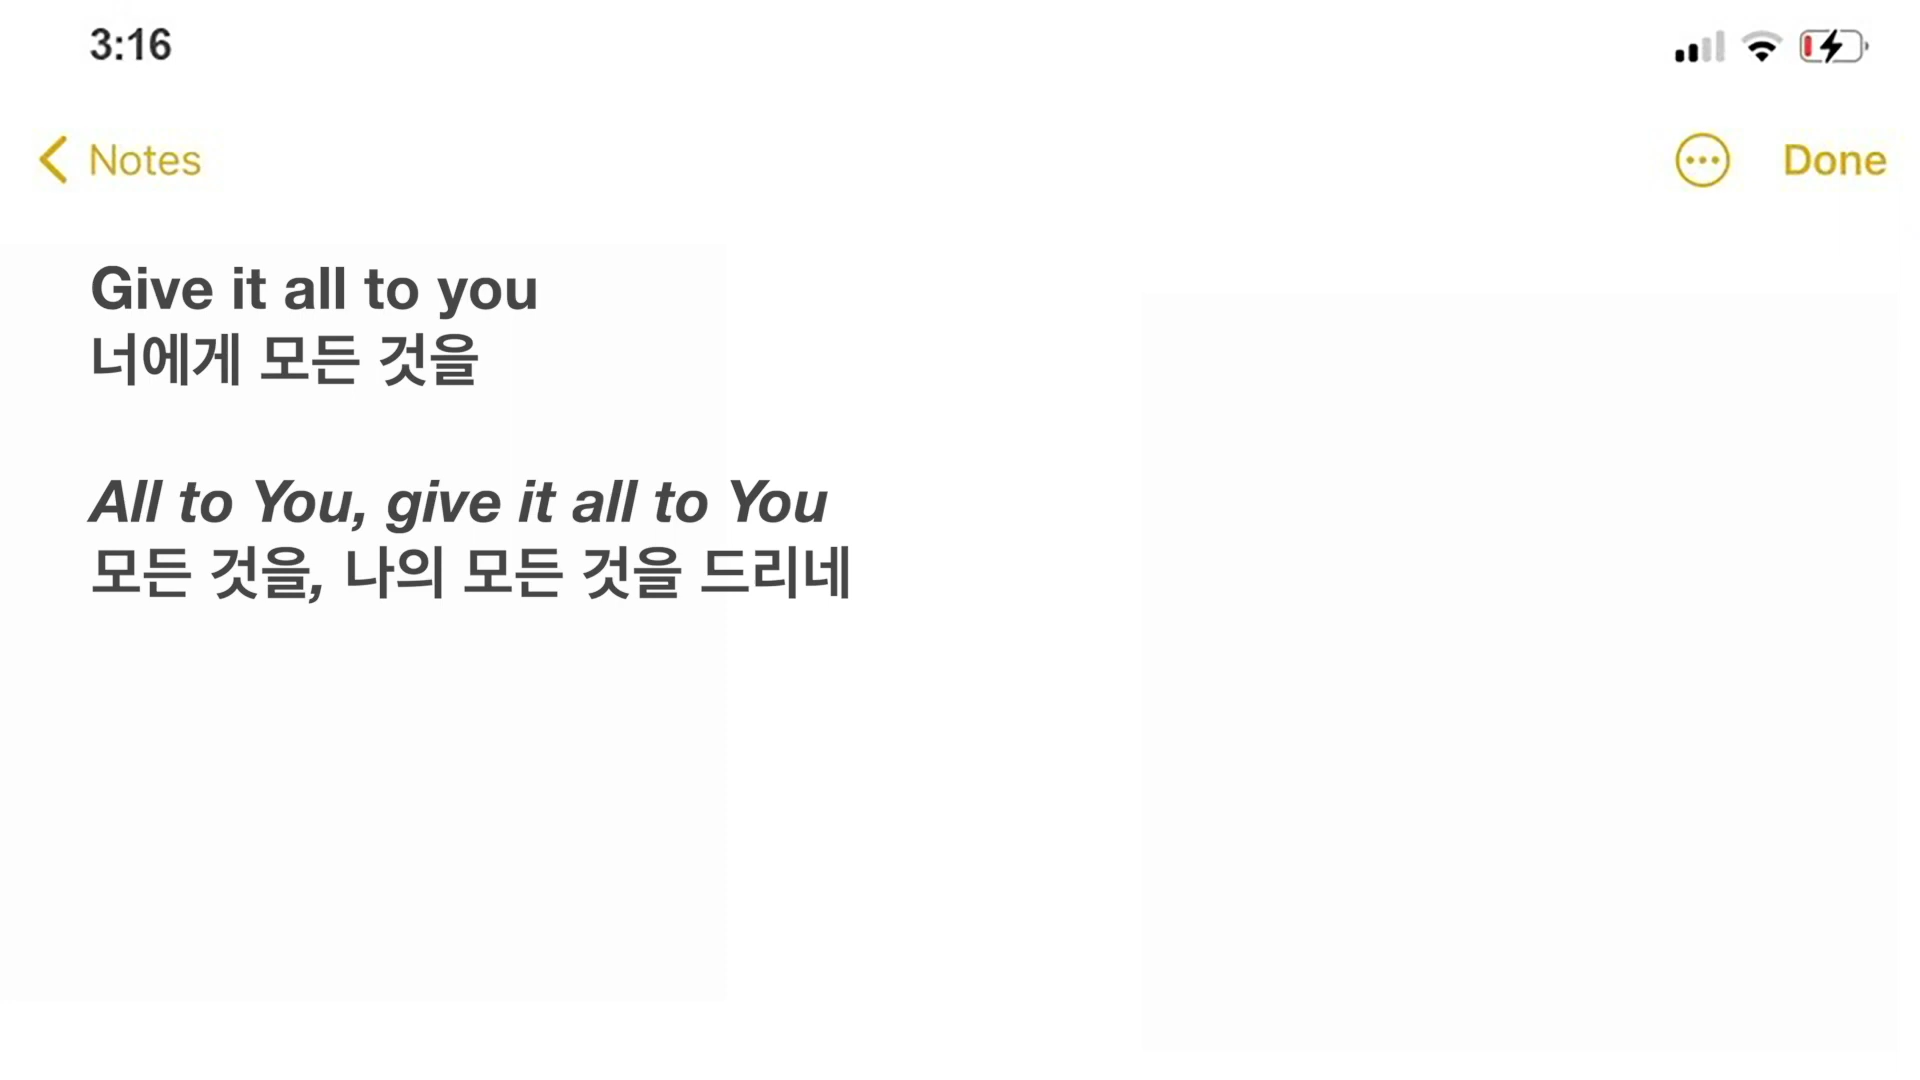 3:16
Notes
Done
Give it all to you
너에게 모든 것을
All to You, give it all to You
모든 것을, 나의 모든 것을 드리네